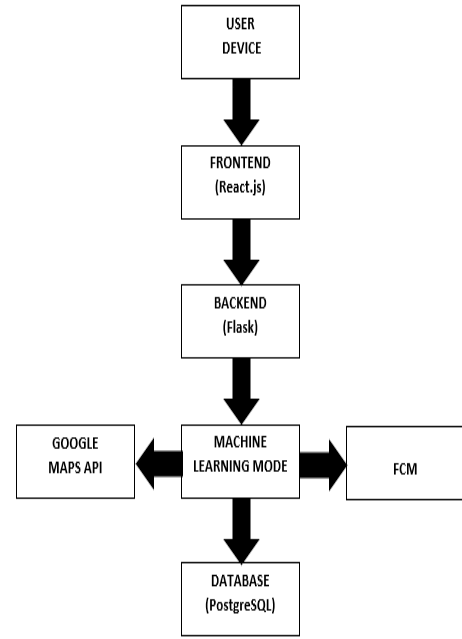 USER
DEVICE
FRONTEND
(React.js)
BACKEND
(Flask)
GOOGLE
MAPS API
MACHINE
LEARNING MODE
FCM
DATABASE
(PostgreSQL)